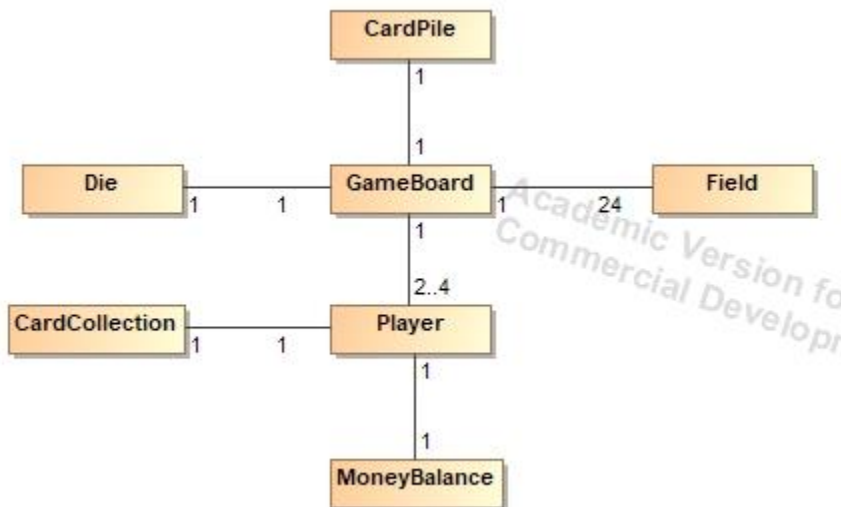 CardPile
1
1
Die
1
1
GameBoard
1
24
Field
1
2..4
CardCollection
1
1
Player
1
1
MoneyBalance
Academic Version fo
Commercial Develop